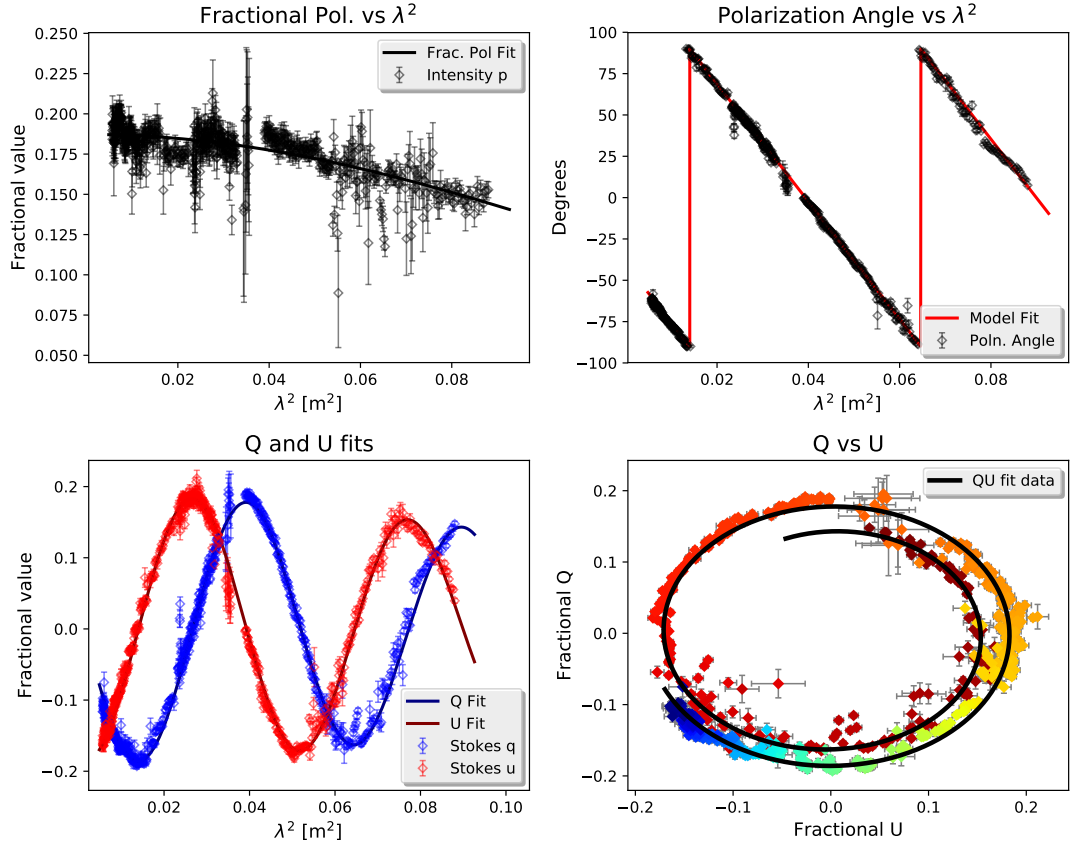 Fractional Pol. vs λ²
Fractional value
0.250
0.225
0.200
0.175
0.150
0.125
0.100
0.075
0.050
Frac. Pol Fit
Intensity p
0.02
0.04
0.06
0.08
λ² [m²]
Polarization Angle vs λ²
Degrees
100
75
50
25
0
−25
−50
−75
−100
Model Fit
Poln. Angle
0.02
0.04
0.06
0.08
λ² [m²]
Q and U fits
Fractional value
0.2
0.1
0.0
−0.1
−0.2
Q Fit
U Fit
Stokes q
Stokes u
0.02
0.04
0.06
0.08
0.10
λ² [m²]
Q vs U
Fractional Q
0.2
0.1
0.0
−0.1
−0.2
QU fit data
−0.2
−0.1
0.0
0.1
0.2
Fractional U